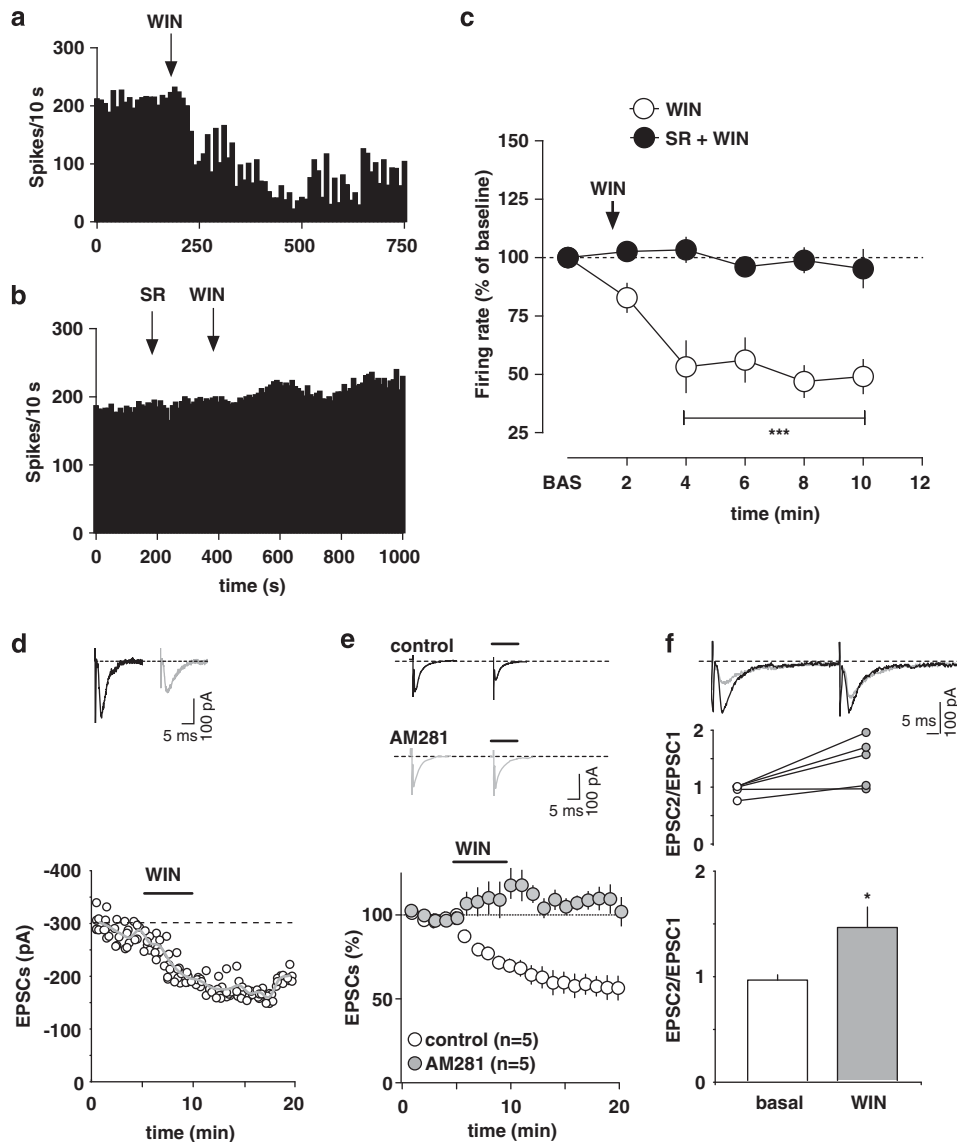 a
WIN
300
200
100
0
Spikes/10 s
0 250 500 750
b
SR WIN
300
200
100
0
Spikes/10 s
0 200 400 600 800 1000
time (s)
c
WIN
SR + WIN
150
125
100
75
50
25
Firing rate (% of baseline)
WIN
***
BAS 2 4 6 8 10 12
time (min)
d
5 ms
100 pA
WIN
-400
-300
-200
-100
0
EPSCs (pA)
0 10 20
time (min)
e
control
AM281
5 ms
100 pA
WIN
100
50
0
EPSCs (%)
control (n=5)
AM281 (n=5)
0 10 20
time (min)
f
5 ms
100 pA
2
1
0
EPSC2/EPSC1
2
1
0
EPSC2/EPSC1
*
basal WIN